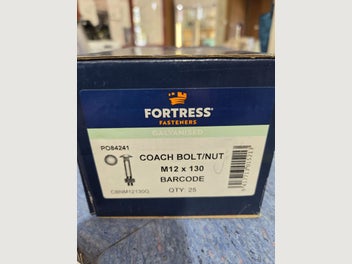 FORTRESS®
FASTENERS
GALVANISED
PO84241
COACH BOLT/NUT
M12 x 130
BARCODE
CBNM12130G
QTY: 25